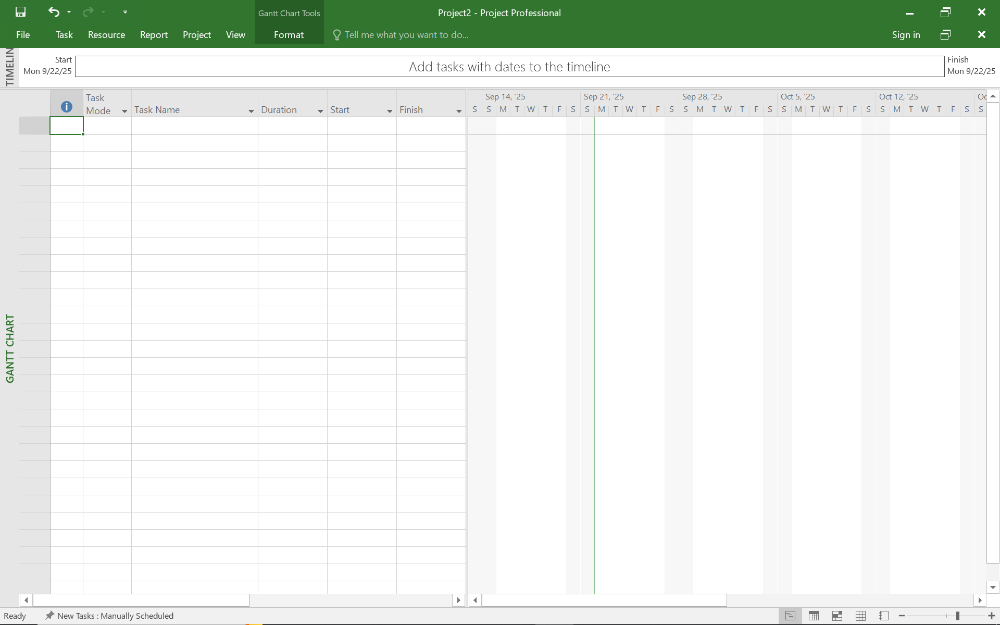 Gantt Chart Tools
Project2 - Project Professional
File Task Resource Report Project View Format Tell me what you want to do... Sign in
TIMELIN
Start
Mon 9/22/25
Add tasks with dates to the timeline
Finish
Mon 9/22/25
Task Mode Task Name Duration Start Finish
Sep 14, '25 Sep 21, '25 Sep 28, '25 Oct 5, '25 Oct 12, '25 Oc
S S M T W T F S S M T W T F S S M T W T F S S M T W T F S S M T W T F S S
GANTT CHART
Ready New Tasks : Manually Scheduled